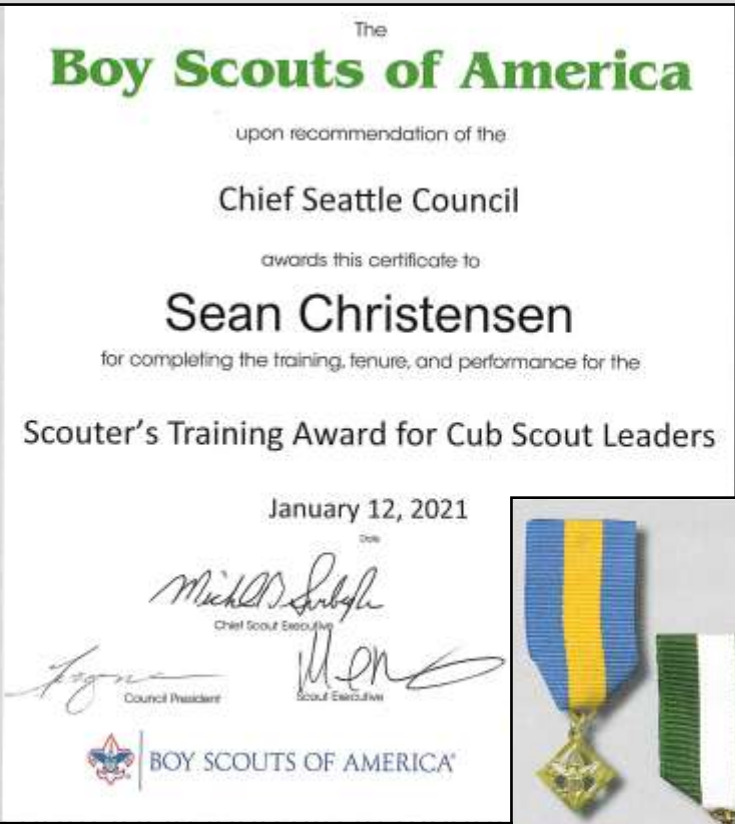 The
Boy Scouts of America
upon recommendation of the
Chief Seattle Council
awards this certificate to
Sean Christensen
for completing the training, tenure, and performance for the
Scouter's Training Award for Cub Scout Leaders
January 12, 2021
Date
Chief Scout Executive
Council President
Scout Executive
BOY SCOUTS OF AMERICA®